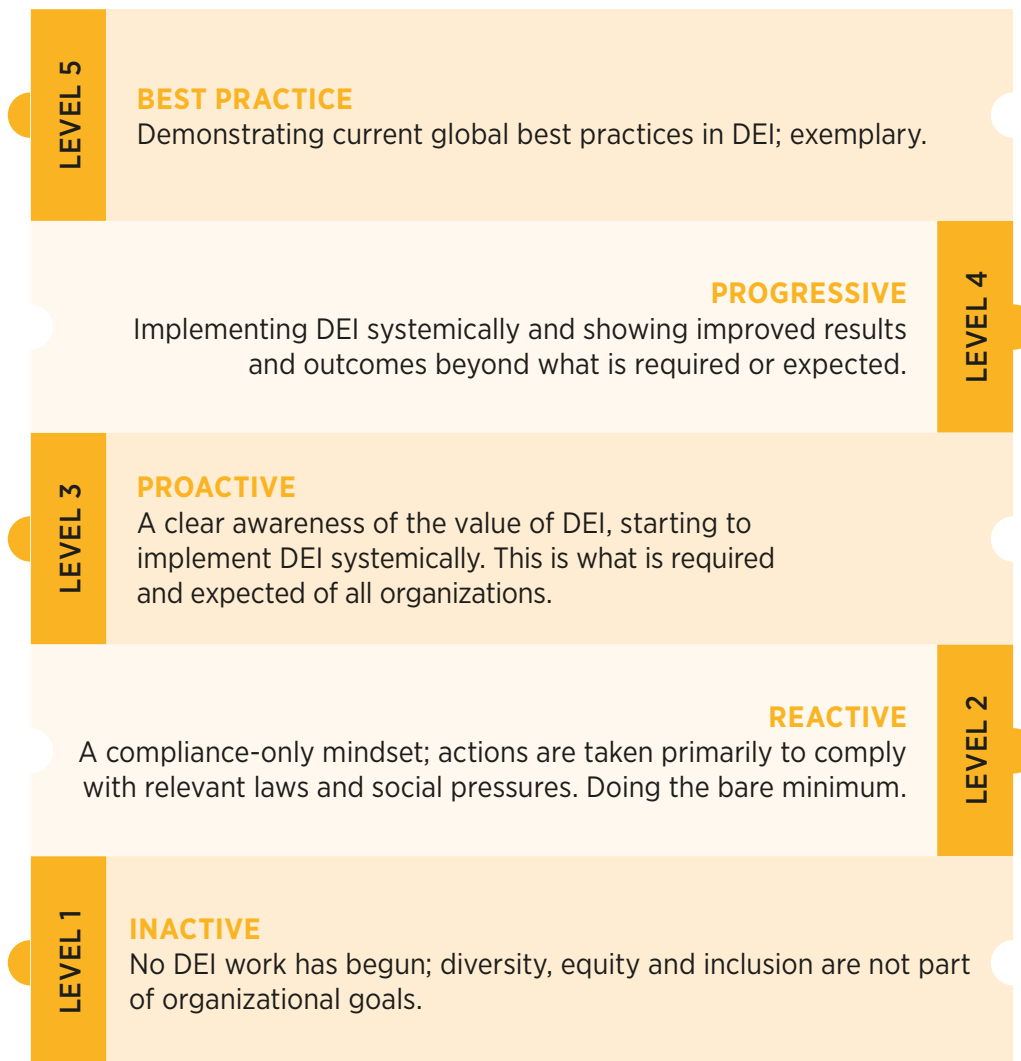 LEVEL 5
BEST PRACTICE
Demonstrating current global best practices in DEI; exemplary.
LEVEL 4
PROGRESSIVE
Implementing DEI systemically and showing improved results
and outcomes beyond what is required or expected.
LEVEL 3
PROACTIVE
A clear awareness of the value of DEI, starting to
implement DEI systemically. This is what is required
and expected of all organizations.
LEVEL 2
REACTIVE
A compliance-only mindset; actions are taken primarily to comply
with relevant laws and social pressures. Doing the bare minimum.
LEVEL 1
INACTIVE
No DEI work has begun; diversity, equity and inclusion are not part
of organizational goals.